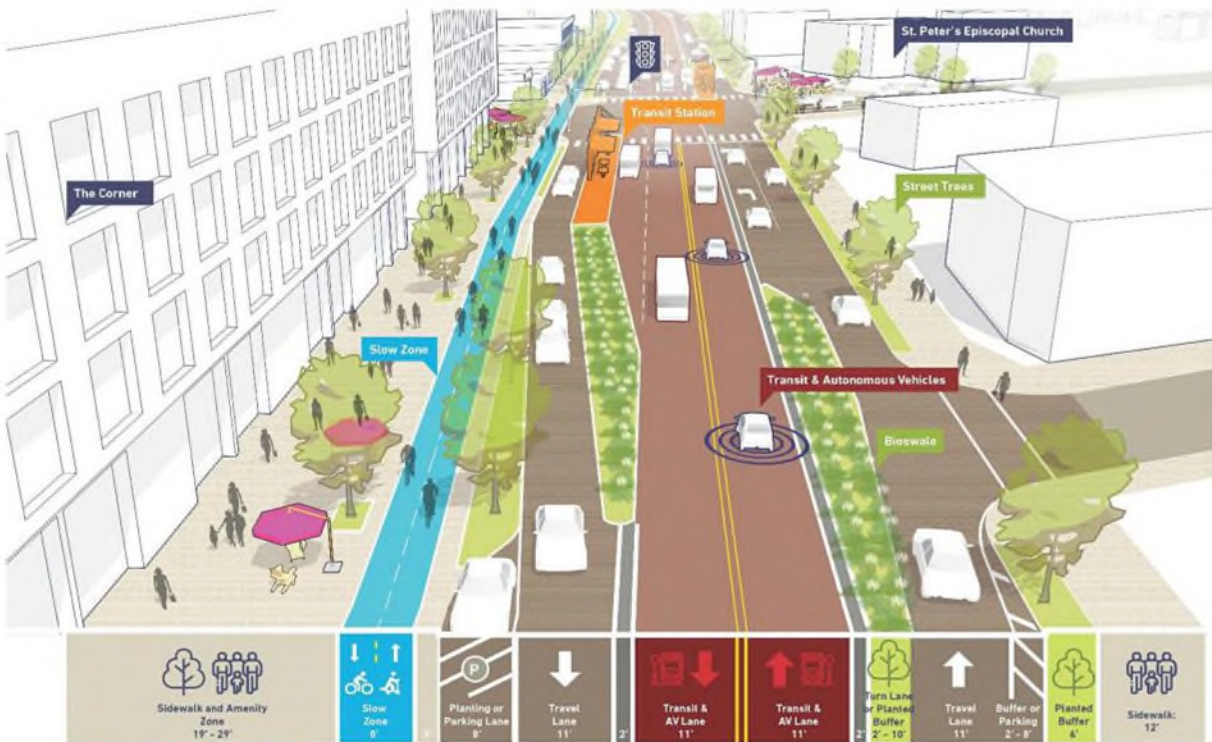 St. Peter's Episcopal Church
Transit Station
The Corner
Street Trees
Slow Zone
Transit & Autonomous Vehicles
Bioswale
Sidewalk and Amenity
Zone
19' - 29'
Slow
Zone
8'
P
Planting or
Parking Lane
8'
Travel
Lane
11'
2'
Transit &
AV Lane
11'
Transit &
AV Lane
11'
2'
Turn Lane
or Planted
Buffer
2' - 10'
Travel
Lane
11'
Buffer or
Parking
2' - 8'
Planted
Buffer
6'
Sidewalk:
12'